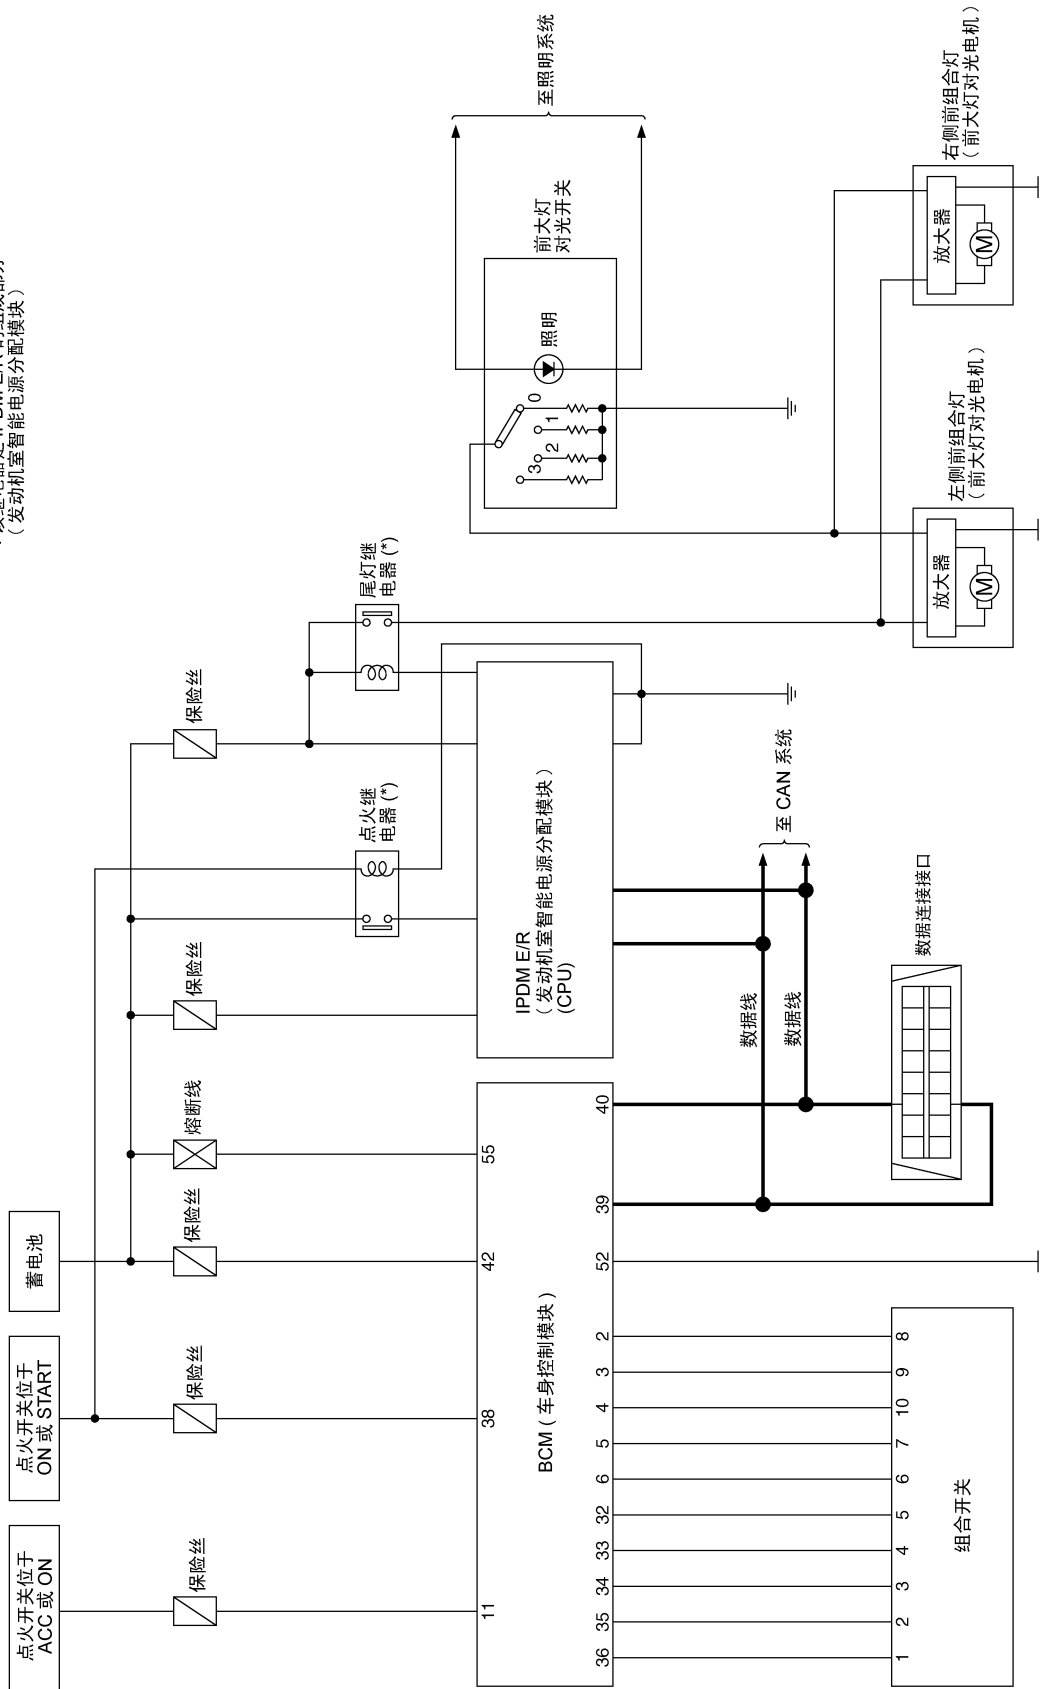 （发动机室智能电源分配模块）
点火开关位于
ACC 或 ON
点火开关位于
ON 或 START
蓄电池
保险丝
保险丝
保险丝
熔断线
保险丝
保险丝
点火继
电器 (*)
尾灯继
电器 (*)
前大灯
对光开关
照明
0
1
2
3
至照明系统
11
38
42
55
BCM（车身控制模块）
36
35
34
33
32
6
5
4
3
2
52
39
40
IPDM E/R
（发动机室智能电源分配模块）
(CPU)
数据线
数据线
至 CAN 系统
数据连接接口
1
2
3
4
5
6
7
10
9
8
组合开关
左侧前组合灯
（前大灯对光电机）
放大器
M
右侧前组合灯
（前大灯对光电机）
放大器
M